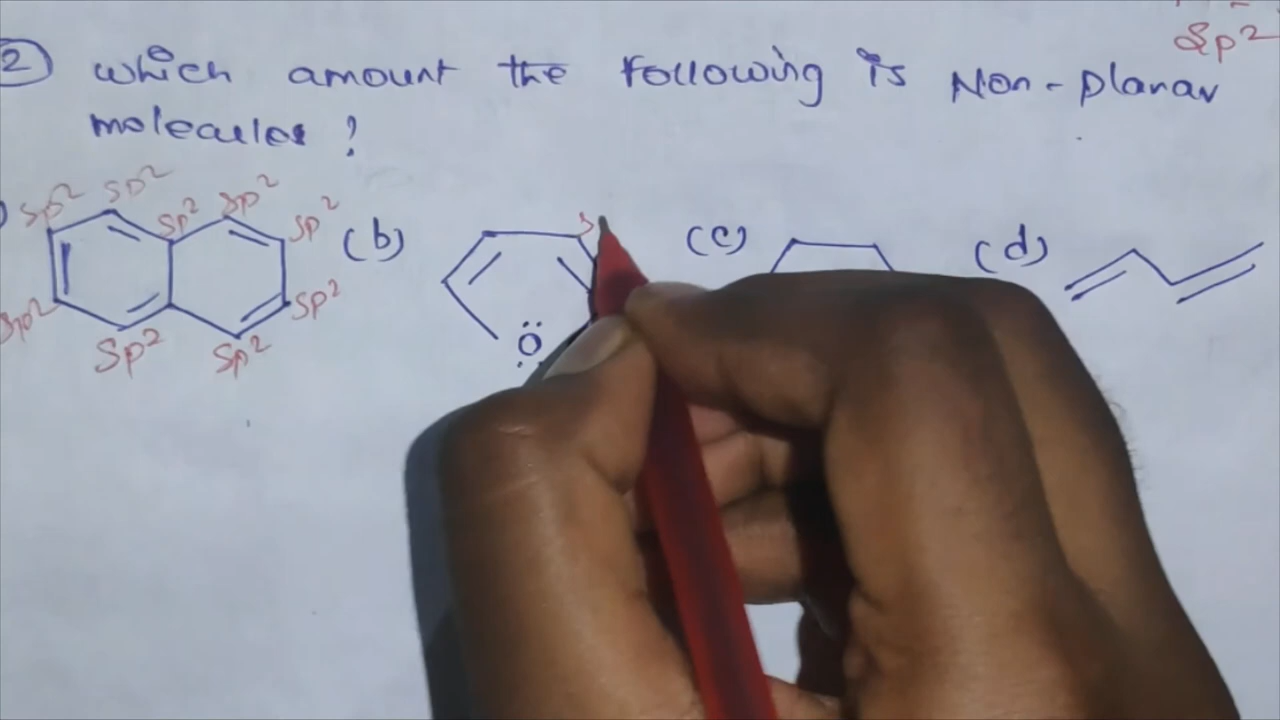 sp²
2 which amount the following is Non-planar
molecules ?
sp² sp² sp² sp² sp² (b) s (c) (d)
sp² sp²
sp² sp² Ö